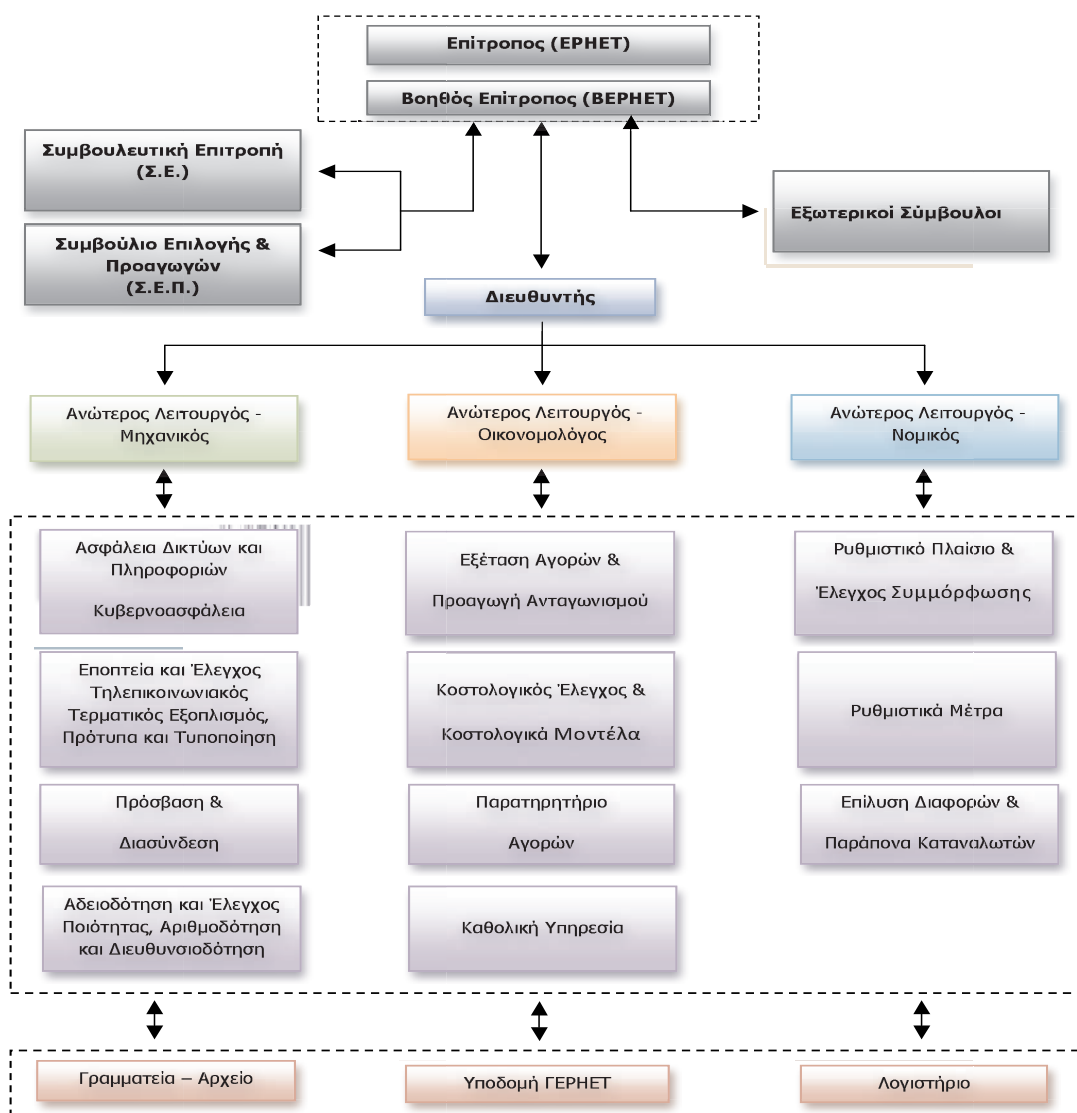 Επίτροπος (ΕΡΗΕΤ)
Βοηθός Επίτροπος (ΒΕΡΗΕΤ)
Συμβουλευτική Επιτροπή
(Σ.Ε.)
Συμβούλιο Επιλογής &
Προαγωγών
(Σ.Ε.Π.)
Εξωτερικοί Σύμβουλοι
Διευθυντής
Ανώτερος Λειτουργός -
Μηχανικός
Ανώτερος Λειτουργός -
Οικονομολόγος
Ανώτερος Λειτουργός -
Νομικός
Ασφάλεια Δικτύων και
Πληροφοριών
Κυβερνοασφάλεια
Εποπτεία και Έλεγχος
Τηλεπικοινωνιακός
Τερματικός Εξοπλισμός,
Πρότυπα και Τυποποίηση
Πρόσβαση &
Διασύνδεση
Αδειοδότηση και Έλεγχος
Ποιότητας, Αριθμοδότηση
και Διευθυνσιοδότηση
Εξέταση Αγορών &
Προαγωγή Ανταγωνισμού
Κοστολογικός Έλεγχος &
Κοστολογικά Μοντέλα
Παρατηρητήριο
Αγορών
Καθολική Υπηρεσία
Ρυθμιστικό Πλαίσιο &
Έλεγχος Συμμόρφωσης
Ρυθμιστικά Μέτρα
Επίλυση Διαφορών &
Παράπονα Καταναλωτών
Γραμματεία – Αρχείο
Υποδομή ΓΕΡΗΕΤ
Λογιστήριο